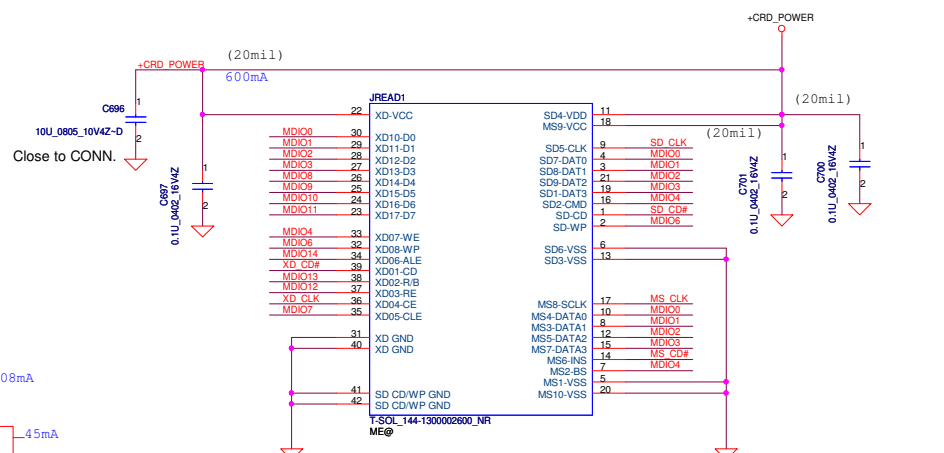 +CRD_POWER
(20mil)
+CRD_POWER
600mA
(20mil)
(20mil)
C696
1
10U_0805_10V4Z~D
2
Close to CONN.
C697
0.1U_0402_16V4Z
1
2
C701
0.1U_0402_16V4Z
1
2
C700
0.1U_0402_16V4Z
1
2
JREAD1
22 XD-VCC
MDIO0 30 XD10-D0
MDIO1 29 XD11-D1
MDIO2 28 XD12-D2
MDIO3 27 XD13-D3
MDIO8 26 XD14-D4
MDIO9 25 XD15-D5
MDIO10 24 XD16-D6
MDIO11 23 XD17-D7
MDIO4 33 XD07-WE
MDIO6 32 XD08-WP
MDIO14 34 XD06-ALE
XD_CD# 39 XD01-CD
MDIO13 38 XD02-R/B
MDIO12 37 XD03-RE
XD_CLK 36 XD04-CE
MDIO7 35 XD05-CLE
31 XD GND
40 XD GND
41 SD CD/WP GND
42 SD CD/WP GND
SD4-VDD 11
MS9-VCC 18
SD5-CLK 9 SD_CLK
SD7-DAT0 4 MDIO0
SD8-DAT1 3 MDIO1
SD9-DAT2 21 MDIO2
SD1-DAT3 19 MDIO3
SD2-CMD 16 MDIO4
SD-CD 1 SD_CD#
SD-WP 2 MDIO6
SD6-VSS 6
SD3-VSS 13
MS8-SCLK 17 MS_CLK
MS4-DATA0 10 MDIO0
MS3-DATA1 8 MDIO1
MS5-DATA2 12 MDIO2
MS7-DATA3 15 MDIO3
MS6-INS 14 MS_CD#
MS2-BS 7 MDIO4
MS1-VSS 5
MS10-VSS 20
T-SOL_144-1300002600_NR
ME@
08mA
45mA